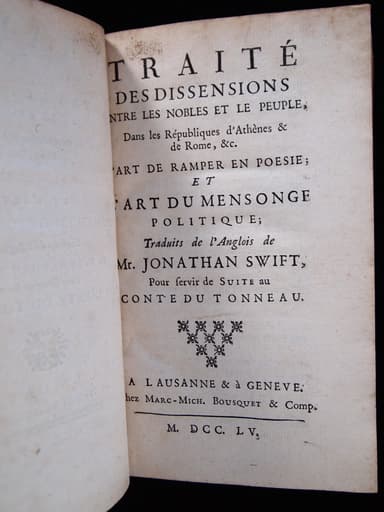 TRAITÉ
DES DISSENSIONS
NTRE LES NOBLES ET LE PEUPLE,
Dans les Républiques d'Athènes &
de Rome, &c.
'ART DE RAMPER EN POESIE;
ET
'ART DU MENSONGE
POLITIQUE;
Traduits de l'Anglois de
Mr. JONATHAN SWIFT,
Pour servir de SUITE au
CONTE DU TONNEAU.
A LAUSANNE & à GENEVE.
hez MARC-MICH. BOUSQUET & Comp.
M. DCC. LV.